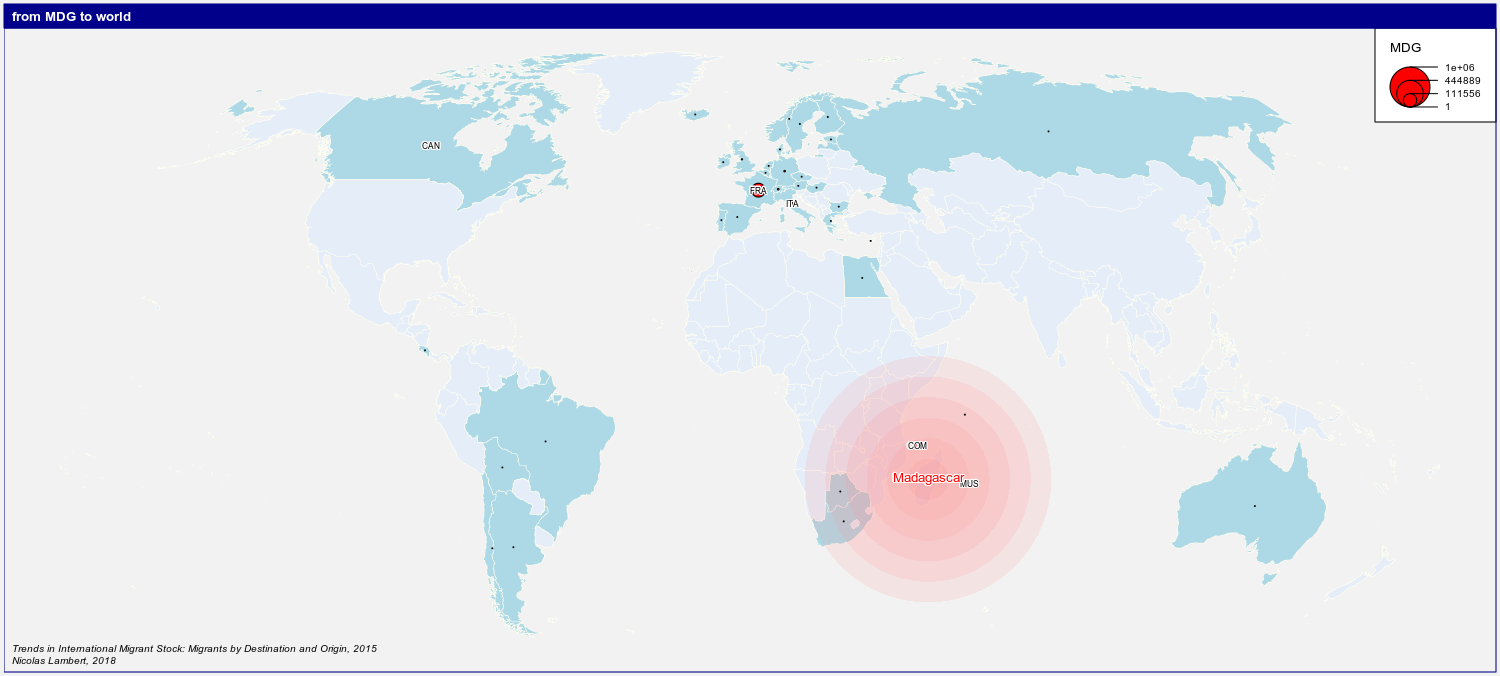 from MDG to world
MDG
1e+06
444889
111556
1
CAN
FRA
ITA
COM
Madagascar
MUS
Trends in International Migrant Stock: Migrants by Destination and Origin, 2015
Nicolas Lambert, 2018